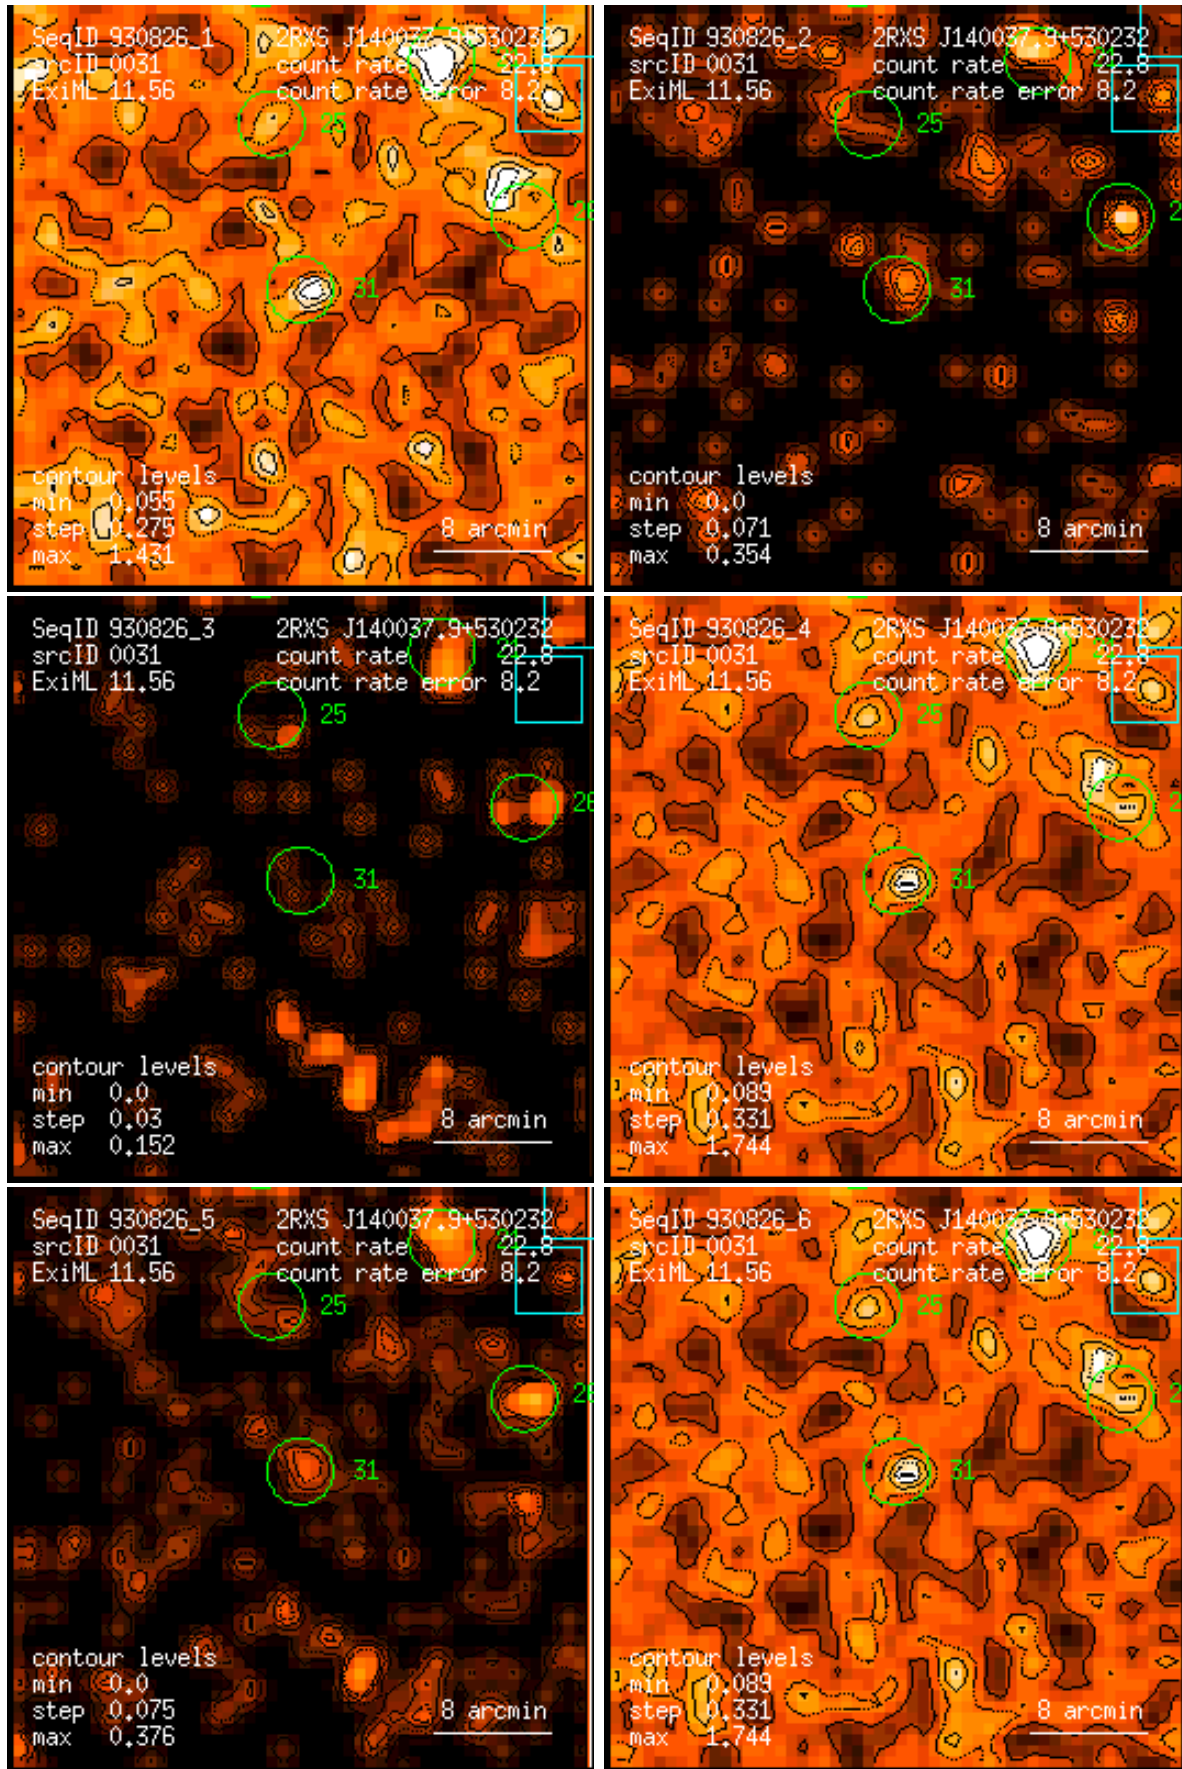 SeqID 930826_1 2RXS J140037.9+530232
srcID 0031 count rate 22.8
ExiML 11.56 count rate error 8.2
25
26
31
contour levels
min 0.055
step 0.275
max 1.431
8 arcmin
SeqID 930826_2 2RXS J140037.9+530232
srcID 0031 count rate 22.8
ExiML 11.56 count rate error 8.2
25
2
31
contour levels
min 0.0
step 0.071
max 0.354
8 arcmin
SeqID 930826_3 2RXS J140037.9+530232
srcID 0031 count rate 22.8
ExiML 11.56 count rate error 8.2
25
26
31
contour levels
min 0.0
step 0.03
max 0.152
8 arcmin
SeqID 930826_4 2RXS J140037.9+530232
srcID 0031 count rate 22.8
ExiML 11.56 count rate error 8.2
25
2
31
contour levels
min 0.089
step 0.331
max 1.744
8 arcmin
SeqID 930826_5 2RXS J140037.9+530232
srcID 0031 count rate 22.8
ExiML 11.56 count rate error 8.2
25
26
31
contour levels
min 0.0
step 0.075
max 0.376
8 arcmin
SeqID 930826_6 2RXS J140037.9+530232
srcID 0031 count rate 22.8
ExiML 11.56 count rate error 8.2
25
2
31
contour levels
min 0.089
step 0.331
max 1.744
8 arcmin